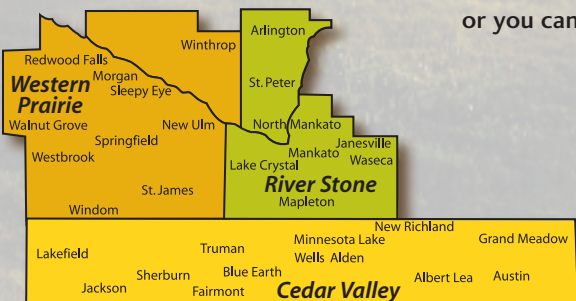 or you can
Arlington
Winthrop
Redwood Falls
Morgan
St. Peter
Western
Prairie
Sleepy Eye
Walnut Grove
New Ulm
North Mankato
Springfield
Janesville
Mankato
Westbrook
Lake Crystal
Waseca
River Stone
St. James
Mapleton
Windom
New Richland
Minnesota Lake
Grand Meadow
Truman
Lakefield
Wells Alden
Sherburn
Blue Earth
Albert Lea
Austin
Jackson
Fairmont
Cedar Valley